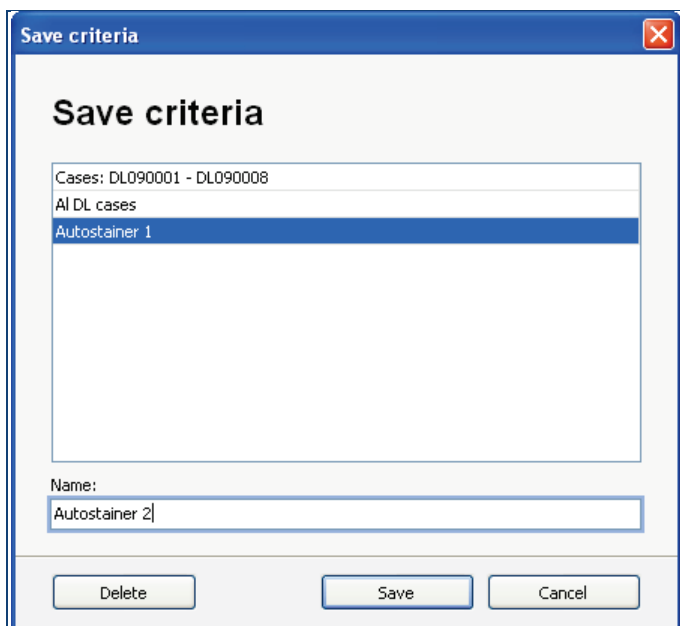 Save criteria
Save criteria
Cases: DL090001 - DL090008
Al DL cases
Autostainer 1
Name:
Autostainer 2
Delete
Save
Cancel